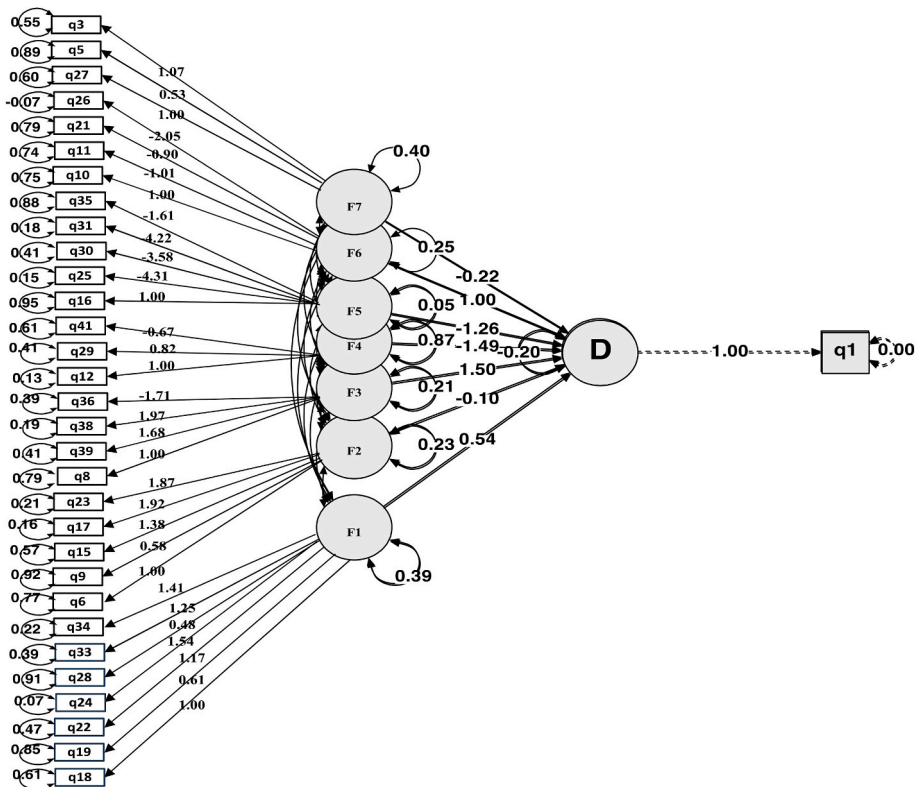 0.55 q3
0.89 q5
0.60 q27
1.07
-0.07 q26
0.53
0.79 q21
1.00
0.74 q11
-2.05
0.75 q10
-0.90
0.88 q35
-1.01
0.18 q31
1.00
0.41 q30
-1.61
0.15 q25
-4.22
0.95 q16
-3.58
0.61 q41
-4.31
0.41 q29
1.00
0.13 q12
-0.67
0.39 q36
0.82
0.19 q38
1.00
0.41 q39
-1.71
0.79 q8
1.97
0.21 q23
1.68
0.16 q17
1.00
0.57 q15
1.87
0.92 q9
1.92
0.77 q6
1.38
0.22 q34
0.58
0.39 q33
1.00
0.91 q28
1.41
0.07 q24
1.25
0.47 q22
0.48
0.85 q19
1.54
0.61 q18
1.17
0.61
1.00
F7 0.40
F6 0.25
F5 0.05
F4 0.87
F3 0.21
F2 0.23
F1 0.39
-0.22
1.00
-1.26
-1.49
1.50
-0.10
0.54
-0.20 D
1.00
q1 0.00